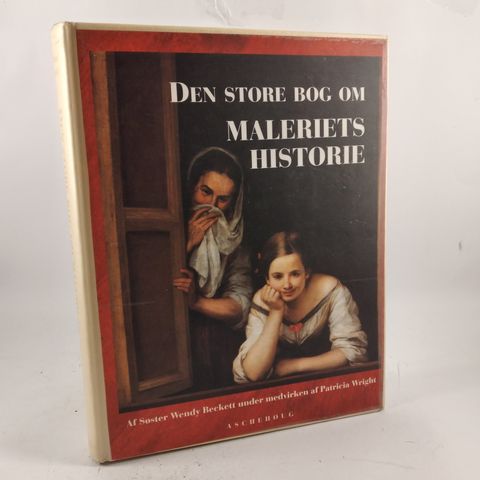 DEN STORE BOG OM
MALERIETS
HISTORIE
Af Søster Wendy Beckett under medvirken af Patricia Wright
ASCHEHOUG